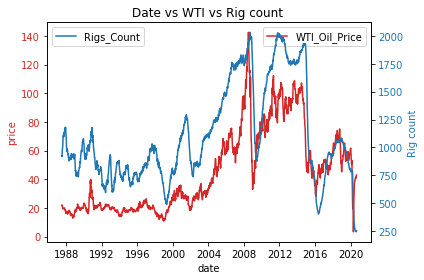 Date vs WTI vs Rig count
Rigs_Count
WTI_Oil_Price
140
120
100
80
60
40
20
0
price
2000
1750
1500
1250
1000
750
500
250
Rig count
1988 1992 1996 2000 2004 2008 2012 2016 2020
date